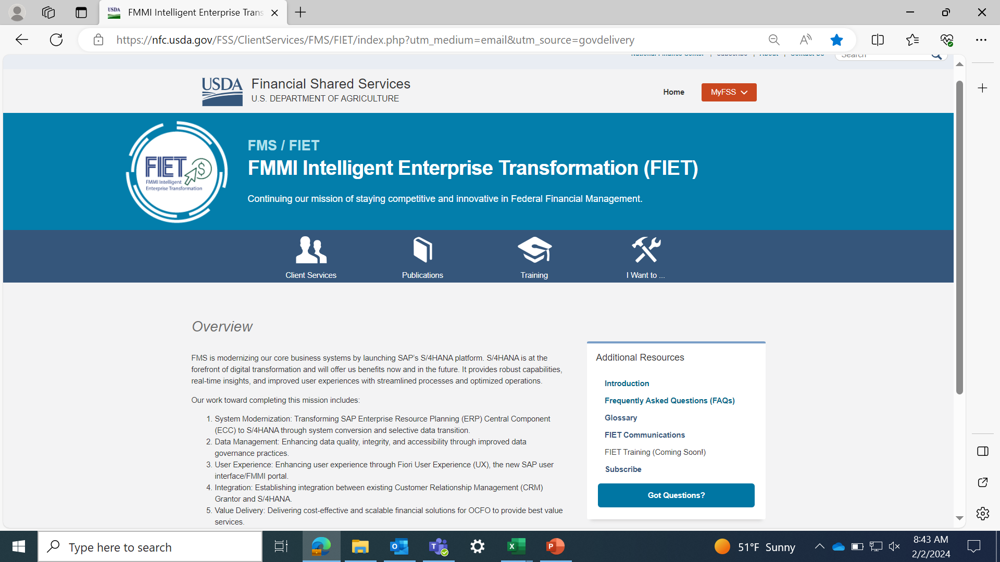 FMMI Intelligent Enterprise Trans
https://nfc.usda.gov/FSS/ClientServices/FMS/FIET/index.php?utm_medium=email&utm_source=govdelivery
National Finance Center | Subscribe | About | Contact Us
Search
USDA
Financial Shared Services
U.S. DEPARTMENT OF AGRICULTURE
Home
MyFSS
FIET
FMMI Intelligent
Enterprise Transformation
FMS / FIET
FMMI Intelligent Enterprise Transformation (FIET)
Continuing our mission of staying competitive and innovative in Federal Financial Management.
Client Services
Publications
Training
I Want to ...
Overview
FMS is modernizing our core business systems by launching SAP's S/4HANA platform. S/4HANA is at the
forefront of digital transformation and will offer us benefits now and in the future. It provides robust capabilities,
real-time insights, and improved user experiences with streamlined processes and optimized operations.
Our work toward completing this mission includes:
1. System Modernization: Transforming SAP Enterprise Resource Planning (ERP) Central Component
(ECC) to S/4HANA through system conversion and selective data transition.
2. Data Management: Enhancing data quality, integrity, and accessibility through improved data
governance practices.
3. User Experience: Enhancing user experience through Fiori User Experience (UX), the new SAP user
interface/FMMI portal.
4. Integration: Establishing integration between existing Customer Relationship Management (CRM)
Grantor and S/4HANA.
5. Value Delivery: Delivering cost-effective and scalable financial solutions for OCFO to provide best value
services.
Additional Resources
Introduction
Frequently Asked Questions (FAQs)
Glossary
FIET Communications
FIET Training (Coming Soon!)
Subscribe
Got Questions?
Type here to search
51°F Sunny
8:43 AM
2/2/2024